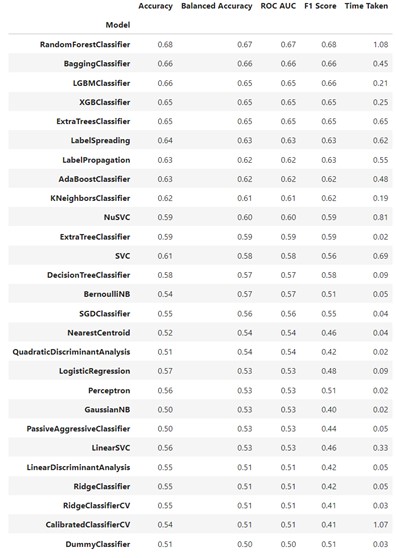 Accuracy Balanced Accuracy ROC AUC F1 Score Time Taken
Model
RandomForestClassifier 0.68 0.67 0.67 0.68 1.08
BaggingClassifier 0.66 0.66 0.66 0.66 0.45
LGBMClassifier 0.66 0.65 0.65 0.66 0.21
XGBClassifier 0.65 0.65 0.65 0.65 0.25
ExtraTreesClassifier 0.65 0.65 0.65 0.65 0.65
LabelSpreading 0.64 0.63 0.63 0.63 0.62
LabelPropagation 0.63 0.62 0.62 0.63 0.55
AdaBoostClassifier 0.63 0.62 0.62 0.62 0.48
KNeighborsClassifier 0.62 0.61 0.61 0.62 0.19
NuSVC 0.59 0.60 0.60 0.59 0.81
ExtraTreeClassifier 0.59 0.59 0.59 0.59 0.02
SVC 0.61 0.58 0.58 0.56 0.69
DecisionTreeClassifier 0.58 0.57 0.57 0.58 0.09
BernoulliNB 0.54 0.57 0.57 0.51 0.05
SGDClassifier 0.55 0.56 0.56 0.55 0.04
NearestCentroid 0.52 0.54 0.54 0.46 0.04
QuadraticDiscriminantAnalysis 0.51 0.54 0.54 0.42 0.02
LogisticRegression 0.57 0.53 0.53 0.48 0.09
Perceptron 0.56 0.53 0.53 0.51 0.02
GaussianNB 0.50 0.53 0.53 0.40 0.02
PassiveAggressiveClassifier 0.50 0.53 0.53 0.44 0.05
LinearSVC 0.56 0.53 0.53 0.46 0.33
LinearDiscriminantAnalysis 0.55 0.51 0.51 0.42 0.05
RidgeClassifier 0.55 0.51 0.51 0.42 0.05
RidgeClassifierCV 0.55 0.51 0.51 0.41 0.03
CalibratedClassifierCV 0.54 0.51 0.51 0.41 1.07
DummyClassifier 0.51 0.50 0.50 0.51 0.03